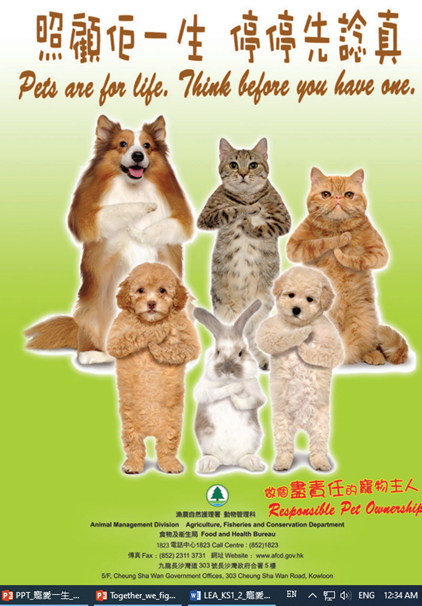 照顧佢一生 停停先諗真
Pets are for life. Think before you have one.
做個盡責任的寵物主人
Responsible Pet Ownership
漁農自然護理署 動物管理科
Animal Management Division Agriculture, Fisheries and Conservation Department
食物及衞生局 Food and Health Bureau
1823 電話中心1823 Call Centre : (852)1823
傳真 Fax : (852) 2311 3731 網址 Website : www.afcd.gov.hk
九龍長沙灣道 303 號長沙灣政府合署 5 樓
5/F, Cheung Sha Wan Government Offices, 303 Cheung Sha Wan Road, Kowloon
PPT_寵愛一生_...
Together_we_fig...
LEA_KS1_2_寵愛...
EN
12:34 AM